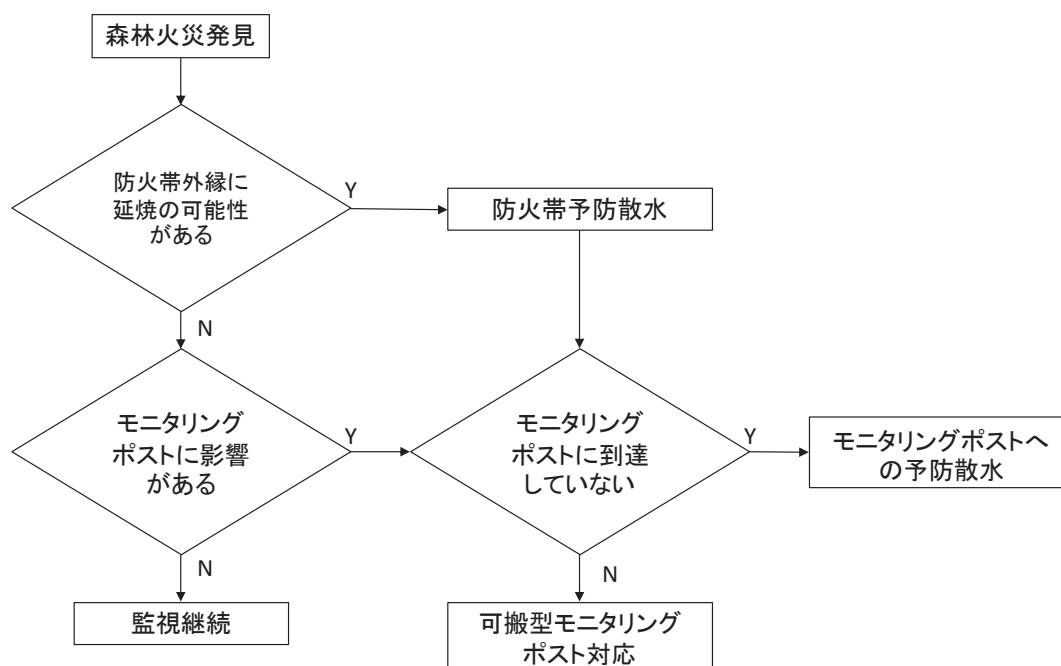 森林火災発見
防火帯外縁に
延焼の可能性
がある
Y
防火帯予防散水
N
モニタリング
ポストに影響
がある
Y
モニタリング
ポストに到達
していない
Y
モニタリングポストへ
の予防散水
N
監視継続
N
可搬型モニタリング
ポスト対応